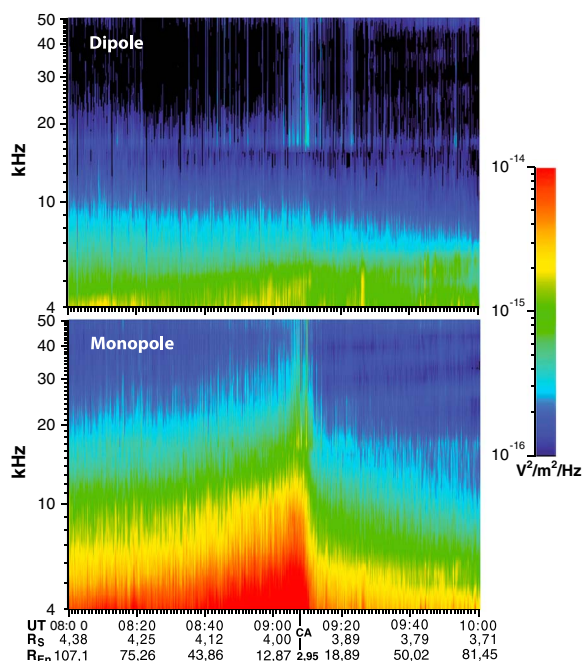 50
40
30
20
10
4
kHz
Dipole
50
40
30
20
10
4
kHz
Monopole
10-14
10-15
10-16
V2/m2/Hz
UT 08:00 0 08:20 08:40 09:00 CA 09:20 09:40 10:00
RS 4,38 4,25 4,12 4,00 3,89 3,79 3,71
REn 107,1 75,26 43,86 12,87 2,95 18,89 50,02 81,45